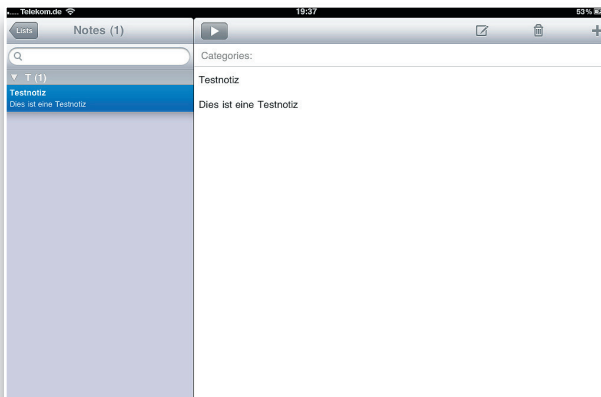 Telekom.de
19:37
53%
Lists
Notes (1)
Categories:
T (1)
Testnotiz
Dies ist eine Testnotiz
Testnotiz
Dies ist eine Testnotiz